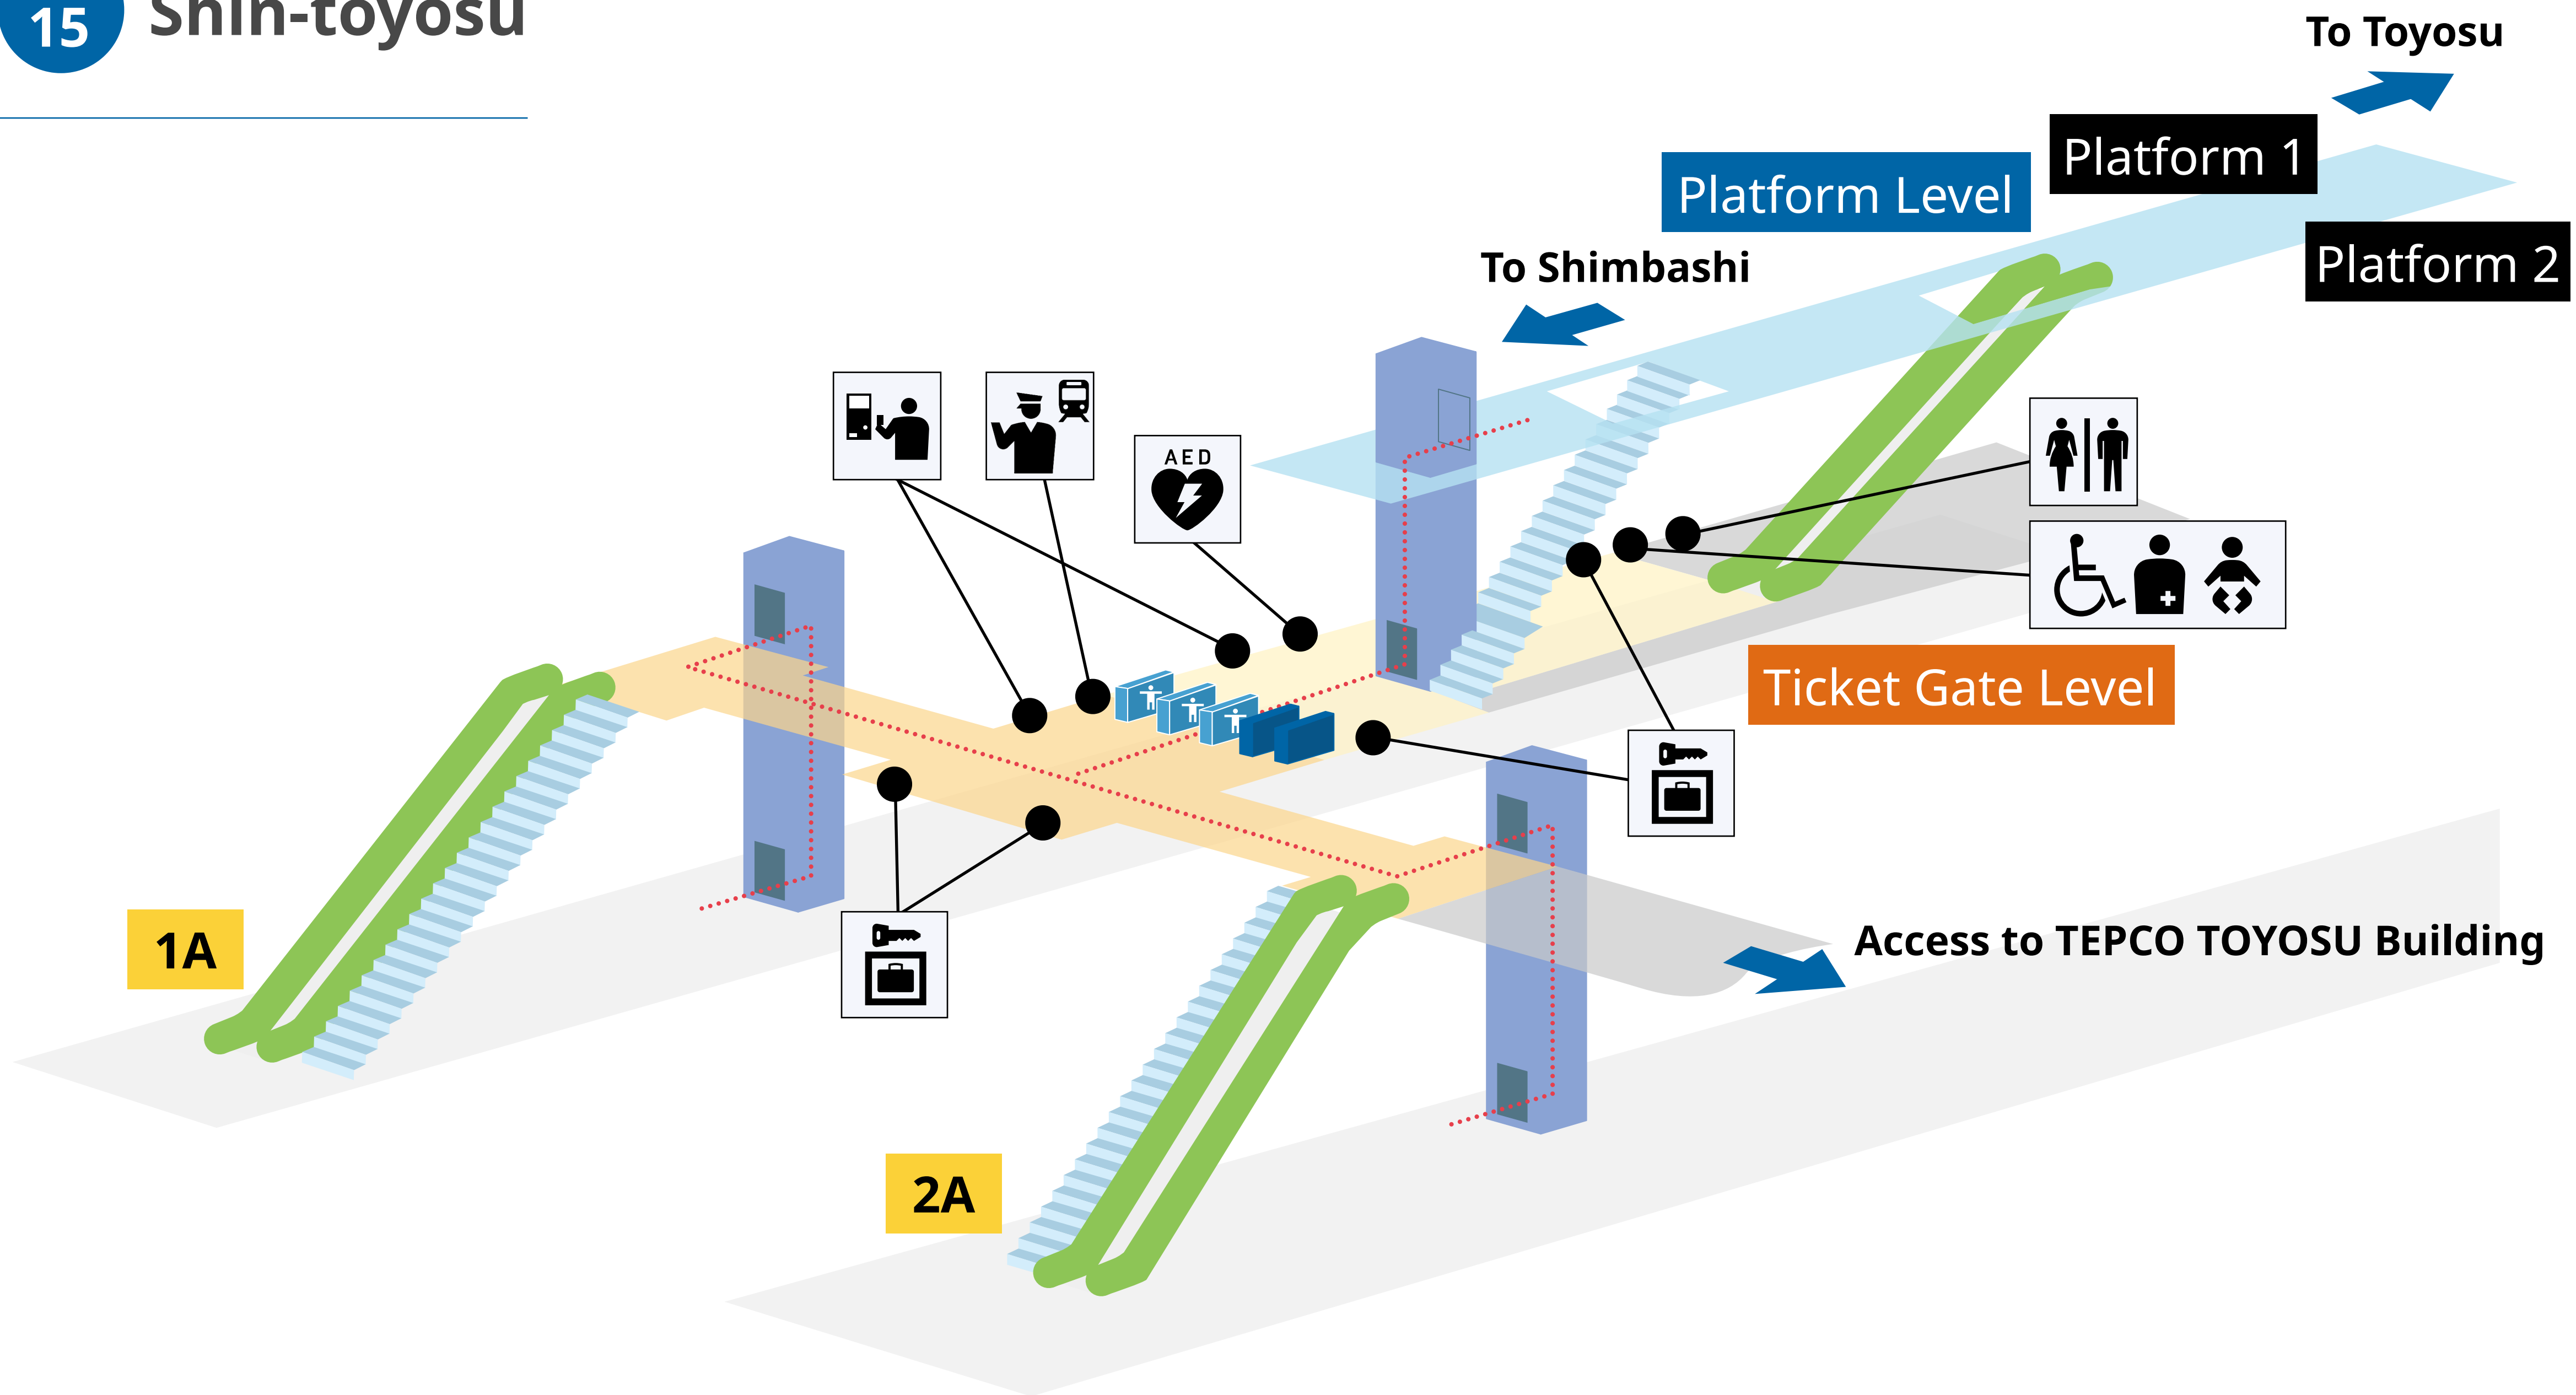 15 Shin-toyosu
To Toyosu
Platform 1
Platform Level
Platform 2
To Shimbashi
AED
Ticket Gate Level
1A
Access to TEPCO TOYOSU Building
2A